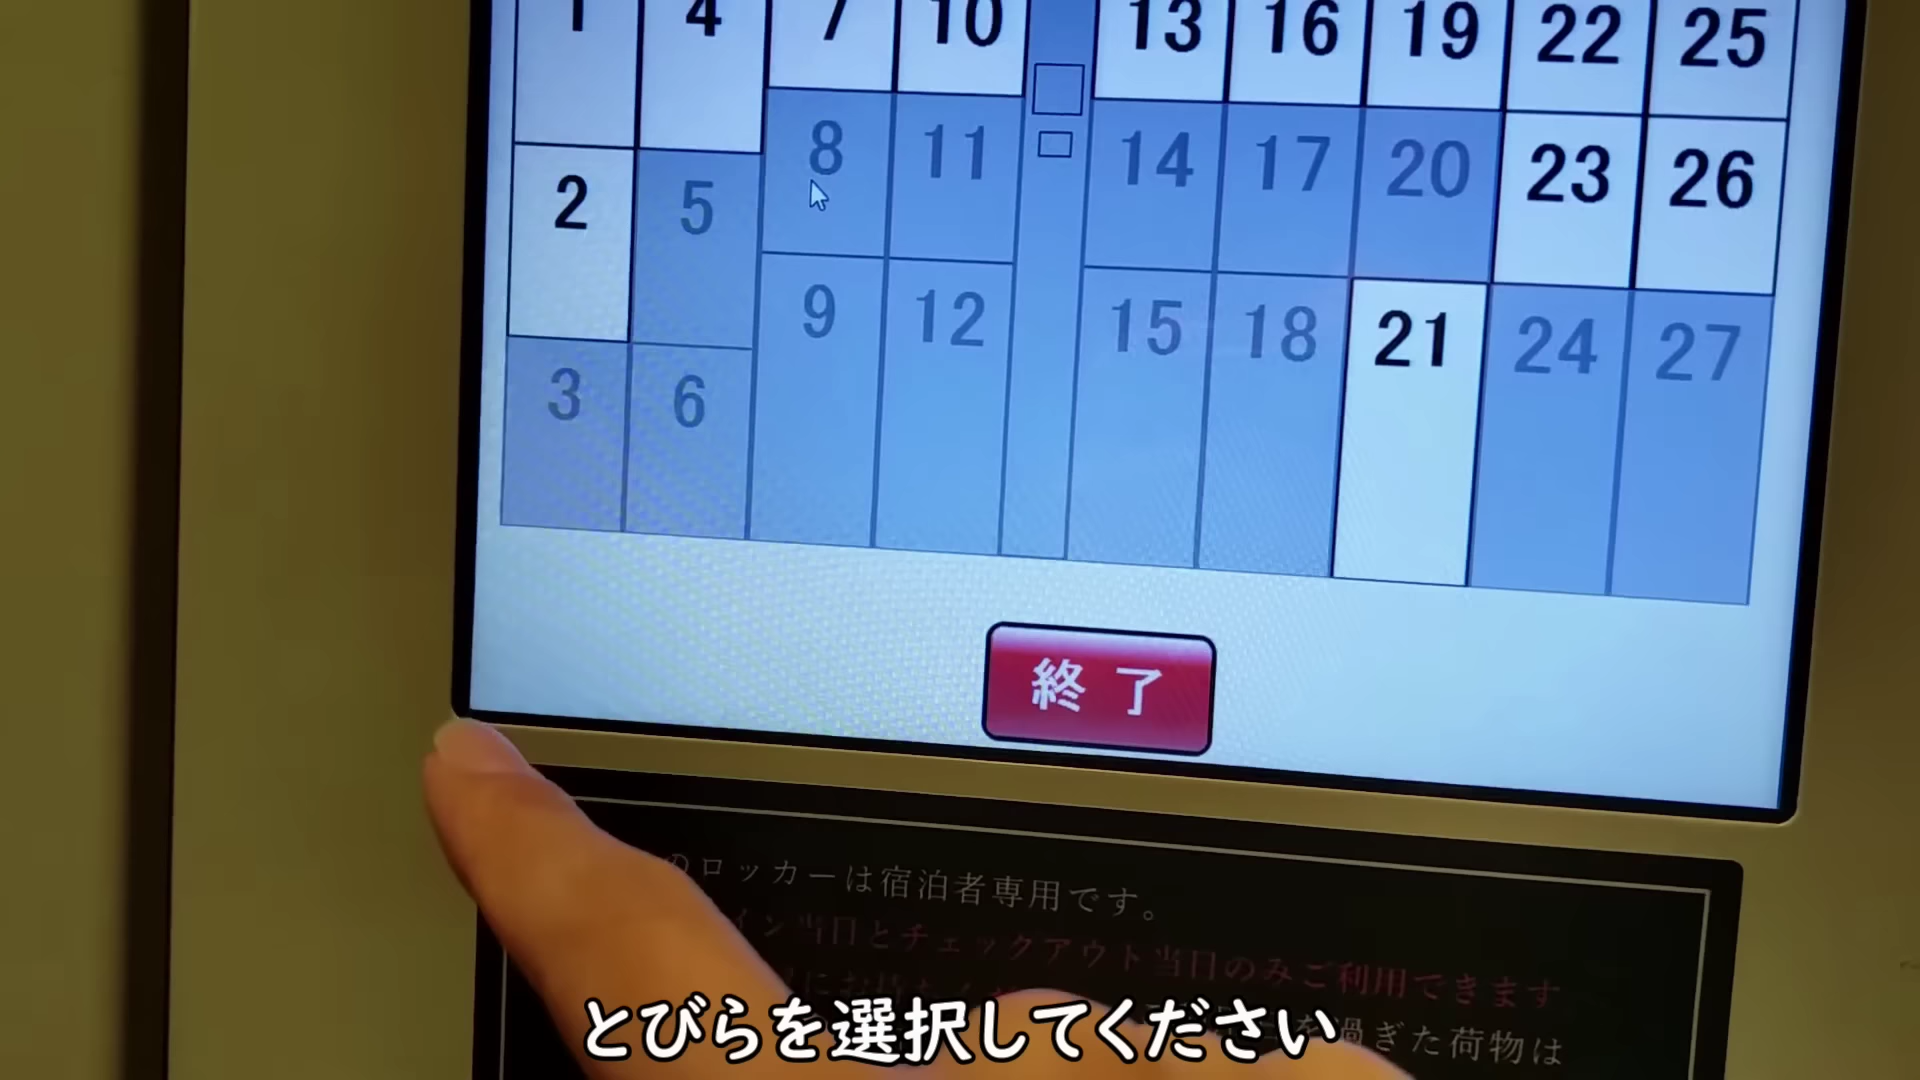 1 4 7 10 13 16 19 22 25
2 5 8 11 14 17 20 23 26
3 6 9 12 15 18 21 24 27
終了
のロッカーは宿泊者専用です。
イン当日とチェックアウト当日のみご利用できます
を過ぎた荷物は
とびらを選択してください